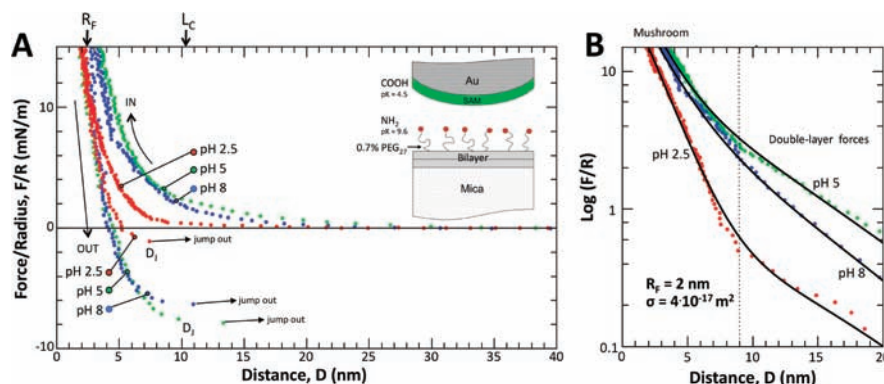 A
R_F
L_C
Force/Radius, F/R (mN/m)
10
0
-10
IN
OUT
pH 2.5
pH 5
pH 8
pH 2.5
pH 5
pH 8
D_J
jump out
jump out
D_J
jump out
COOH
pK = 4.5
Au
SAM
NH₂
pK = 9.6
0.7% PEG₂₇
Bilayer
Mica
0 5 10 15 20 25 30 35 40
Distance, D (nm)
B
Mushroom
Log (F/R)
10
1
0.1
Double-layer forces
pH 2.5
pH 5
pH 8
R_F = 2 nm
σ = 4·10⁻¹⁷ m²
0 5 10 15 20
Distance, D (nm)